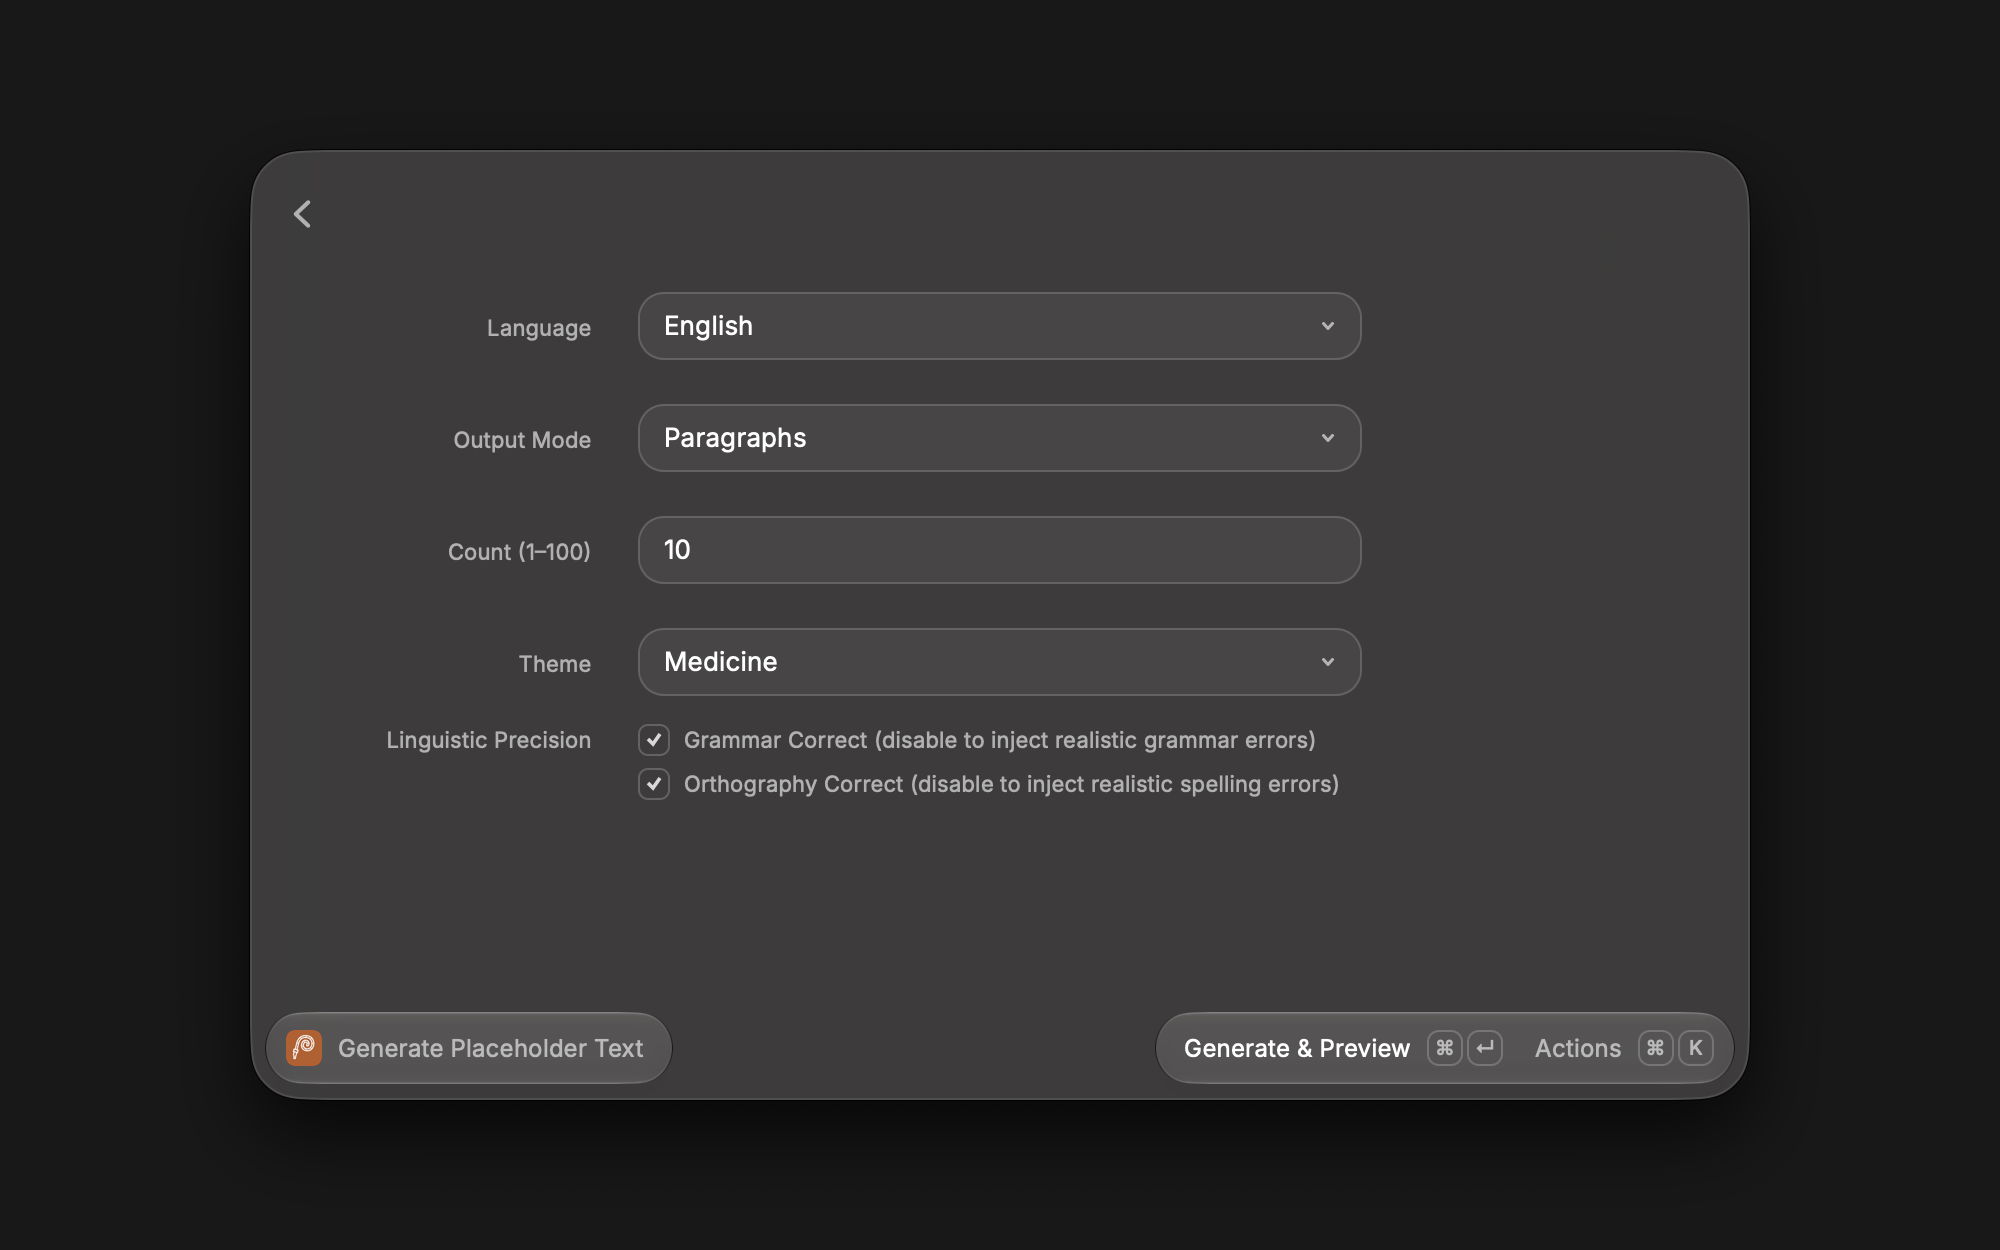 Language
English
Output Mode
Paragraphs
Count (1–100)
10
Theme
Medicine
Linguistic Precision
Grammar Correct (disable to inject realistic grammar errors)
Orthography Correct (disable to inject realistic spelling errors)
Generate Placeholder Text
Generate & Preview ⌘ ↵ Actions ⌘ K